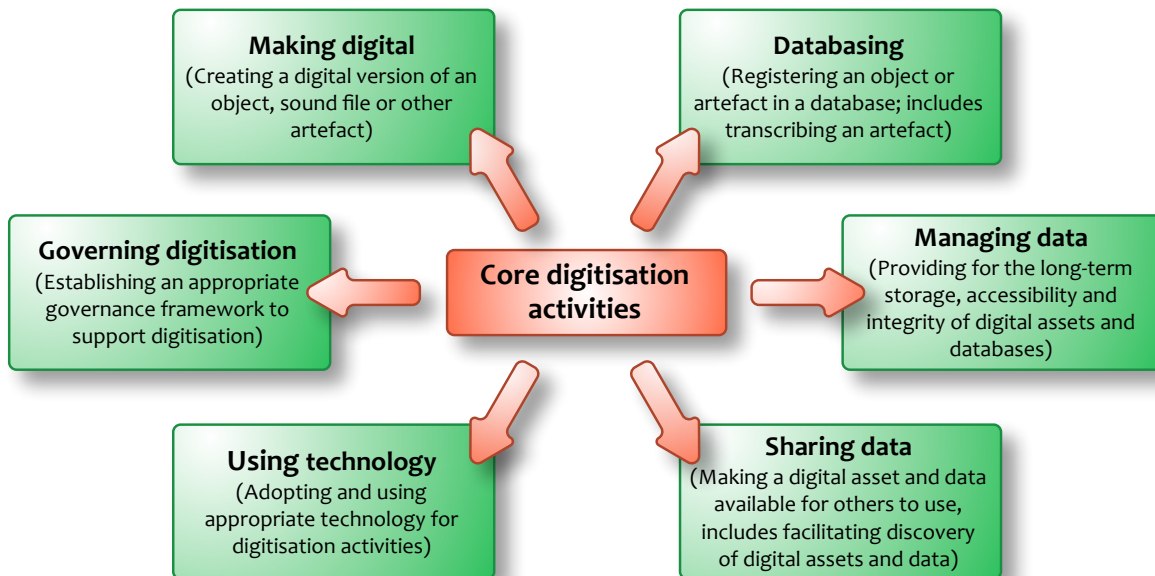 Making digital
(Creating a digital version of an
object, sound file or other
artefact)
Databasing
(Registering an object or
artefact in a database; includes
transcribing an artefact)
Governing digitisation
(Establishing an appropriate
governance framework to
support digitisation)
Core digitisation
activities
Managing data
(Providing for the long-term
storage, accessibility and
integrity of digital assets and
databases)
Using technology
(Adopting and using
appropriate technology for
digitisation activities)
Sharing data
(Making a digital asset and data
available for others to use,
includes facilitating discovery
of digital assets and data)